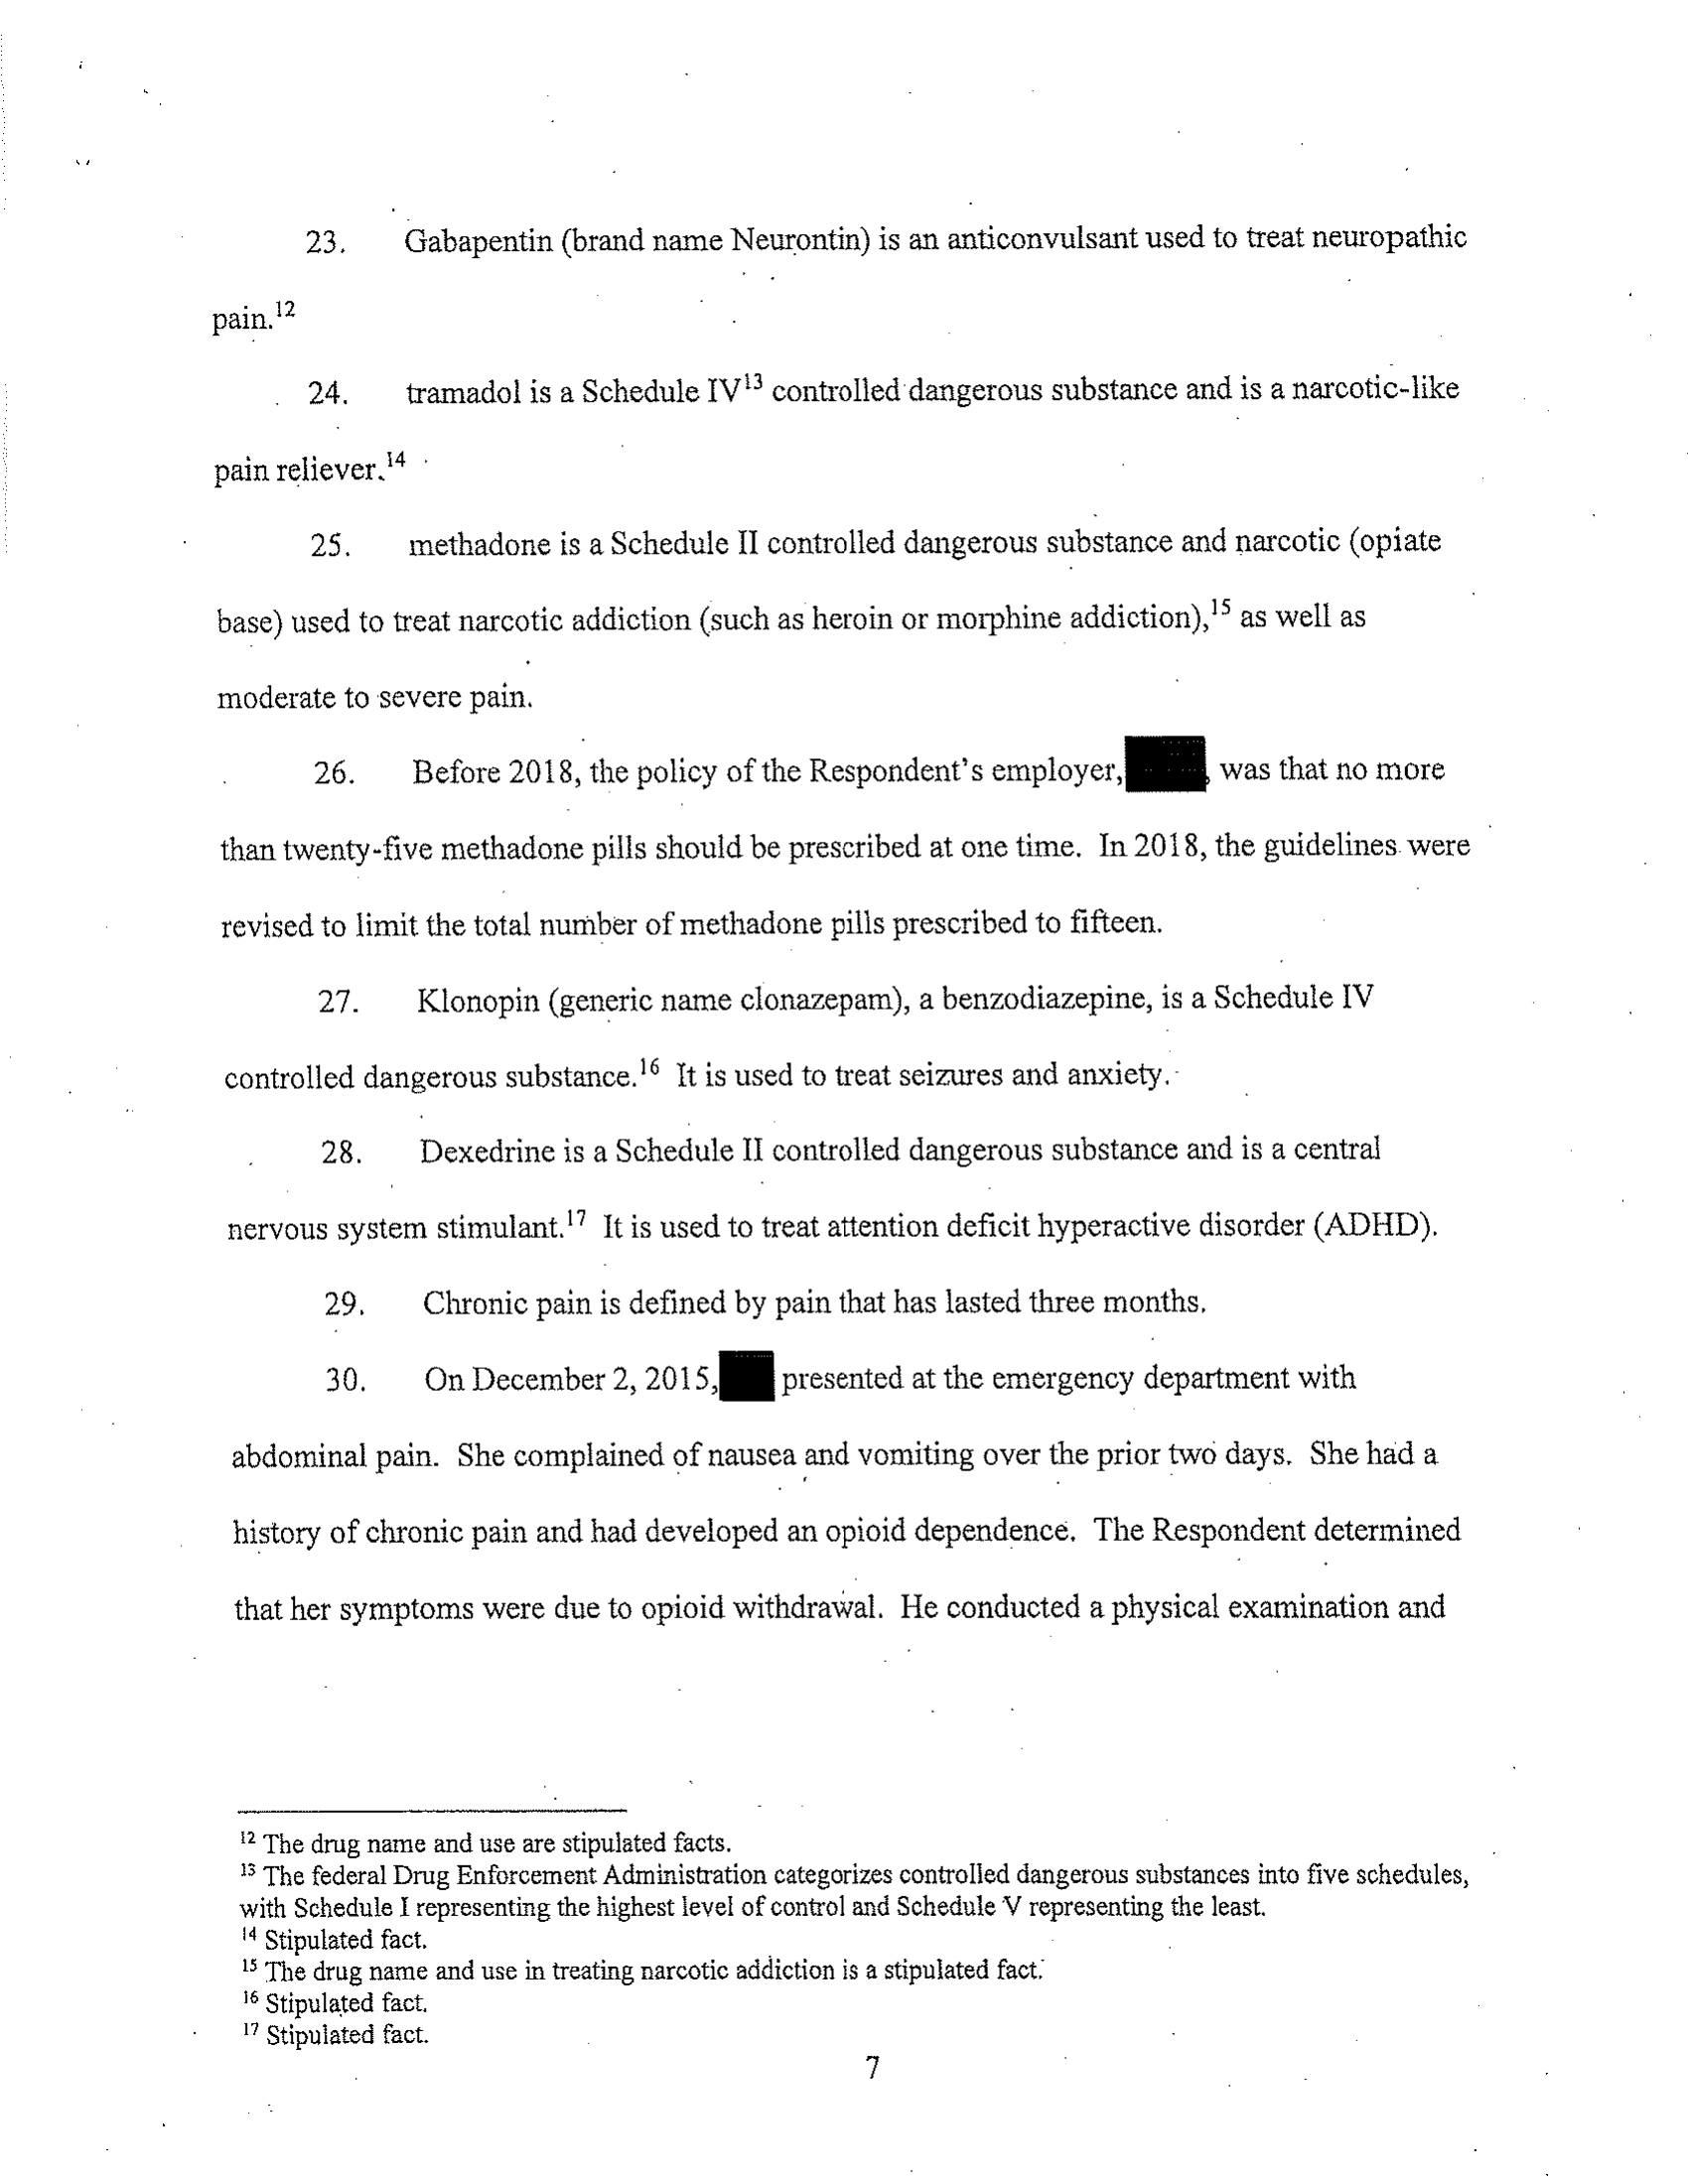 23. Gabapentin (brand name Neurontin) is an anticonvulsant used to treat neuropathic
pain.12
24. tramadol is a Schedule IV13 controlled dangerous substance and is a narcotic-like
pain reliever.14
25. methadone is a Schedule II controlled dangerous substance and narcotic (opiate
base) used to treat narcotic addiction (such as heroin or morphine addiction),15 as well as
moderate to severe pain.
26. Before 2018, the policy of the Respondent's employer, , was that no more
than twenty-five methadone pills should be prescribed at one time. In 2018, the guidelines were
revised to limit the total number of methadone pills prescribed to fifteen.
27. Klonopin (generic name clonazepam), a benzodiazepine, is a Schedule IV
controlled dangerous substance.16 It is used to treat seizures and anxiety.
28. Dexedrine is a Schedule II controlled dangerous substance and is a central
nervous system stimulant.17 It is used to treat attention deficit hyperactive disorder (ADHD).
29. Chronic pain is defined by pain that has lasted three months.
30. On December 2, 2015, presented at the emergency department with
abdominal pain. She complained of nausea and vomiting over the prior two days. She had a
history of chronic pain and had developed an opioid dependence. The Respondent determined
that her symptoms were due to opioid withdrawal. He conducted a physical examination and
12 The drug name and use are stipulated facts.
13 The federal Drug Enforcement Administration categorizes controlled dangerous substances into five schedules,
with Schedule I representing the highest level of control and Schedule V representing the least.
14 Stipulated fact.
15 The drug name and use in treating narcotic addiction is a stipulated fact.
16 Stipulated fact.
17 Stipulated fact.
7